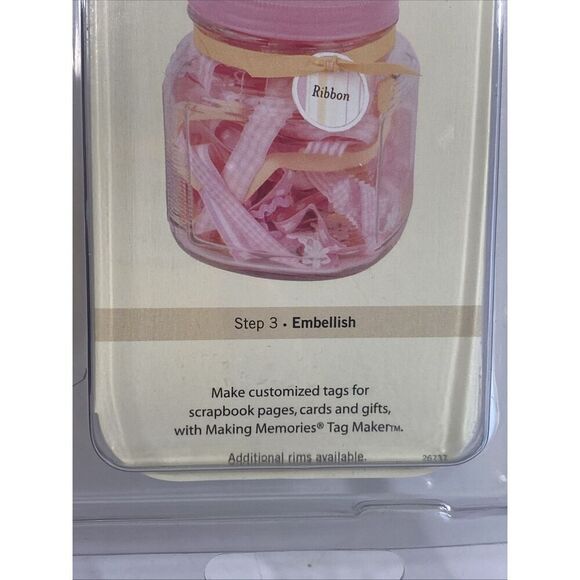 Ribbon
Step 3 • Embellish
Make customized tags for
scrapbook pages, cards and gifts,
with Making Memories® Tag Maker™.
Additional rims available.
26737